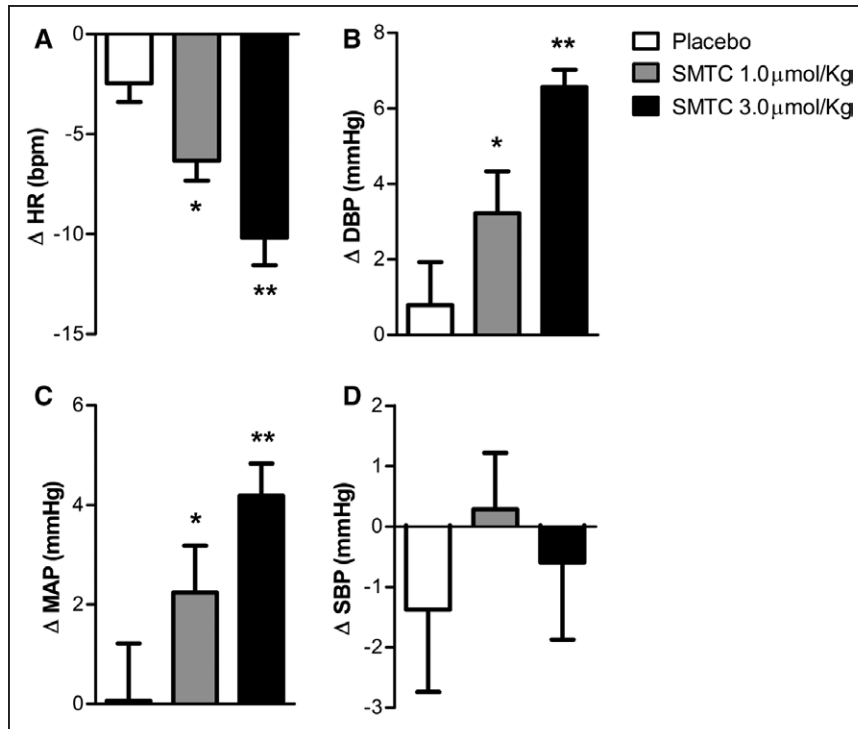 A
Δ HR (bpm)
0
-5
-10
-15
*
**
B
Δ DBP (mmHg)
8
6
4
2
0
*
**
Placebo
SMTC 1.0μmol/Kg
SMTC 3.0μmol/Kg
C
Δ MAP (mmHg)
6
4
2
0
*
**
D
Δ SBP (mmHg)
2
1
0
-1
-2
-3